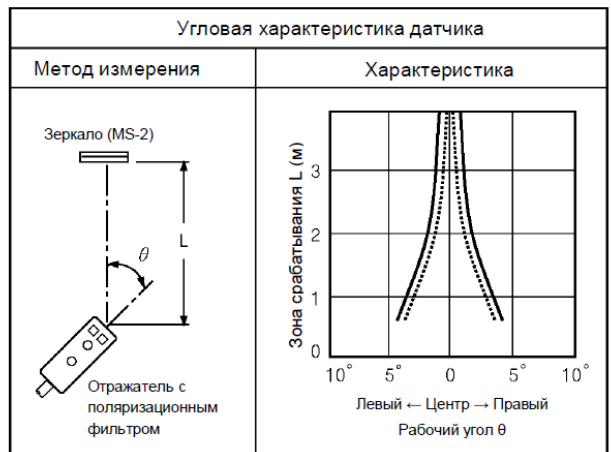 Угловая характеристика датчика
Метод измерения
Характеристика
Зеркало (MS-2)
L
θ
Отражатель с
поляризационным
фильтром
Зона срабатывания L (м)
3
2
1
0
10° 5° 0 5° 10°
Левый ← Центр → Правый
Рабочий угол θ